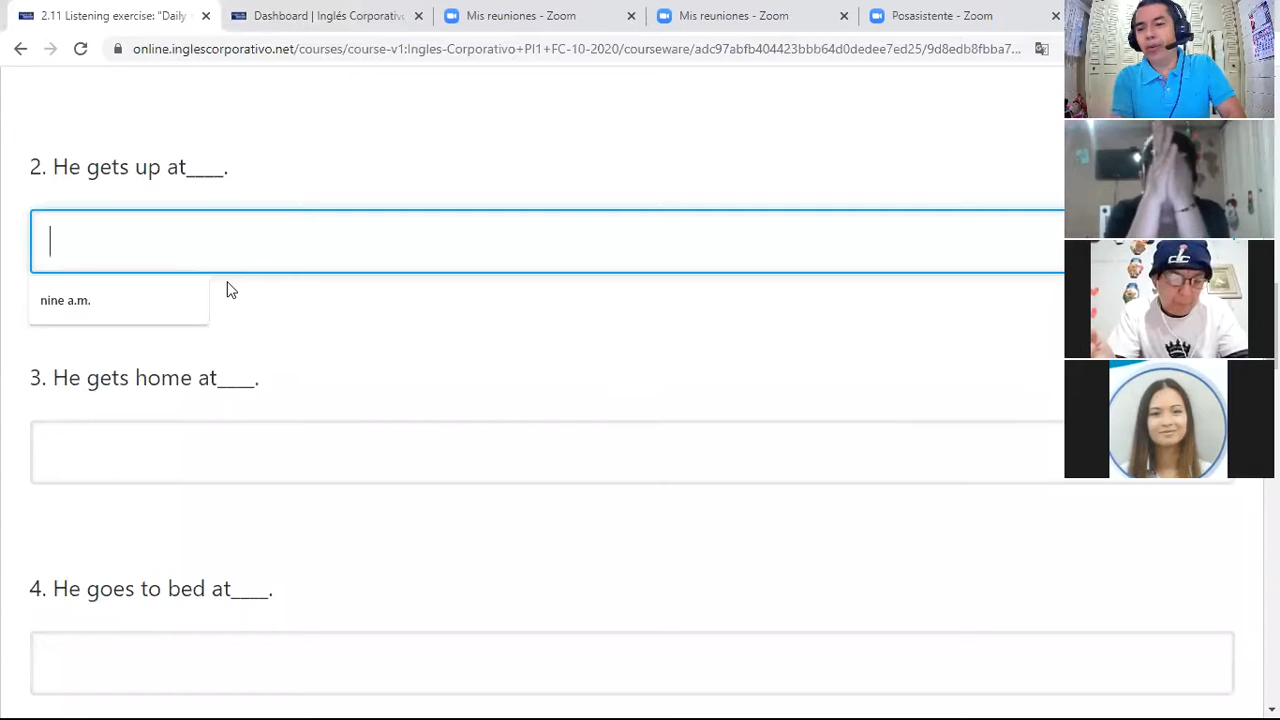 2.11 Listening exercise: "Daily
Dashboard | Inglés Corporativo
Mis reuniones - Zoom
Mis reuniones - Zoom
Posasistente - Zoom
online.inglescorporativo.net/courses/course-v1:Ingles-Corporativo+PI1+FC-10-2020/courseware/adc97abfb404423bbb64d0dedee7ed25/9d8edb8fbba7...
2. He gets up at____.
nine a.m.
3. He gets home at____.
4. He goes to bed at____.